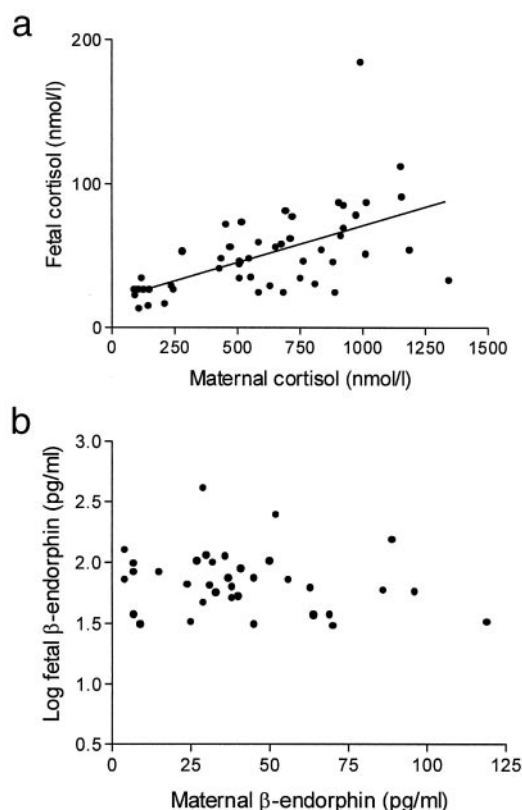 a
200
100
0
Fetal cortisol (nmol/l)
0 250 500 750 1000 1250 1500
Maternal cortisol (nmol/l)
b
3.0
2.5
2.0
1.5
1.0
0.5
Log fetal β-endorphin (pg/ml)
0 25 50 75 100 125
Maternal β-endorphin (pg/ml)